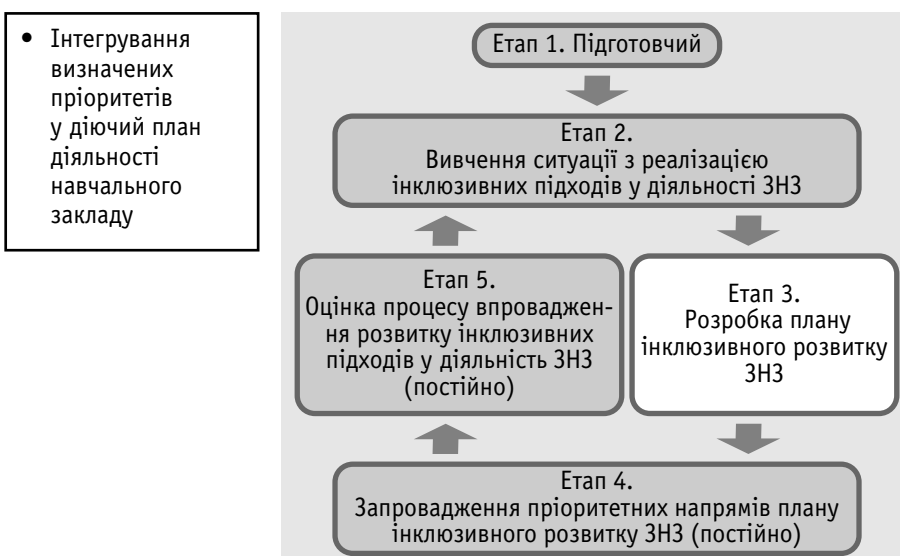 • Інтегрування
визначених
пріоритетів
у діючий план
діяльності
навчального
закладу
Етап 1. Підготовчий
Етап 2.
Вивчення ситуації з реалізацією
інклюзивних підходів у діяльності ЗНЗ
Етап 5.
Оцінка процесу впроваджен-
ня розвитку інклюзивних
підходів у діяльність ЗНЗ
(постійно)
Етап 3.
Розробка плану
інклюзивного розвитку
ЗНЗ
Етап 4.
Запровадження пріоритетних напрямів плану
інклюзивного розвитку ЗНЗ (постійно)